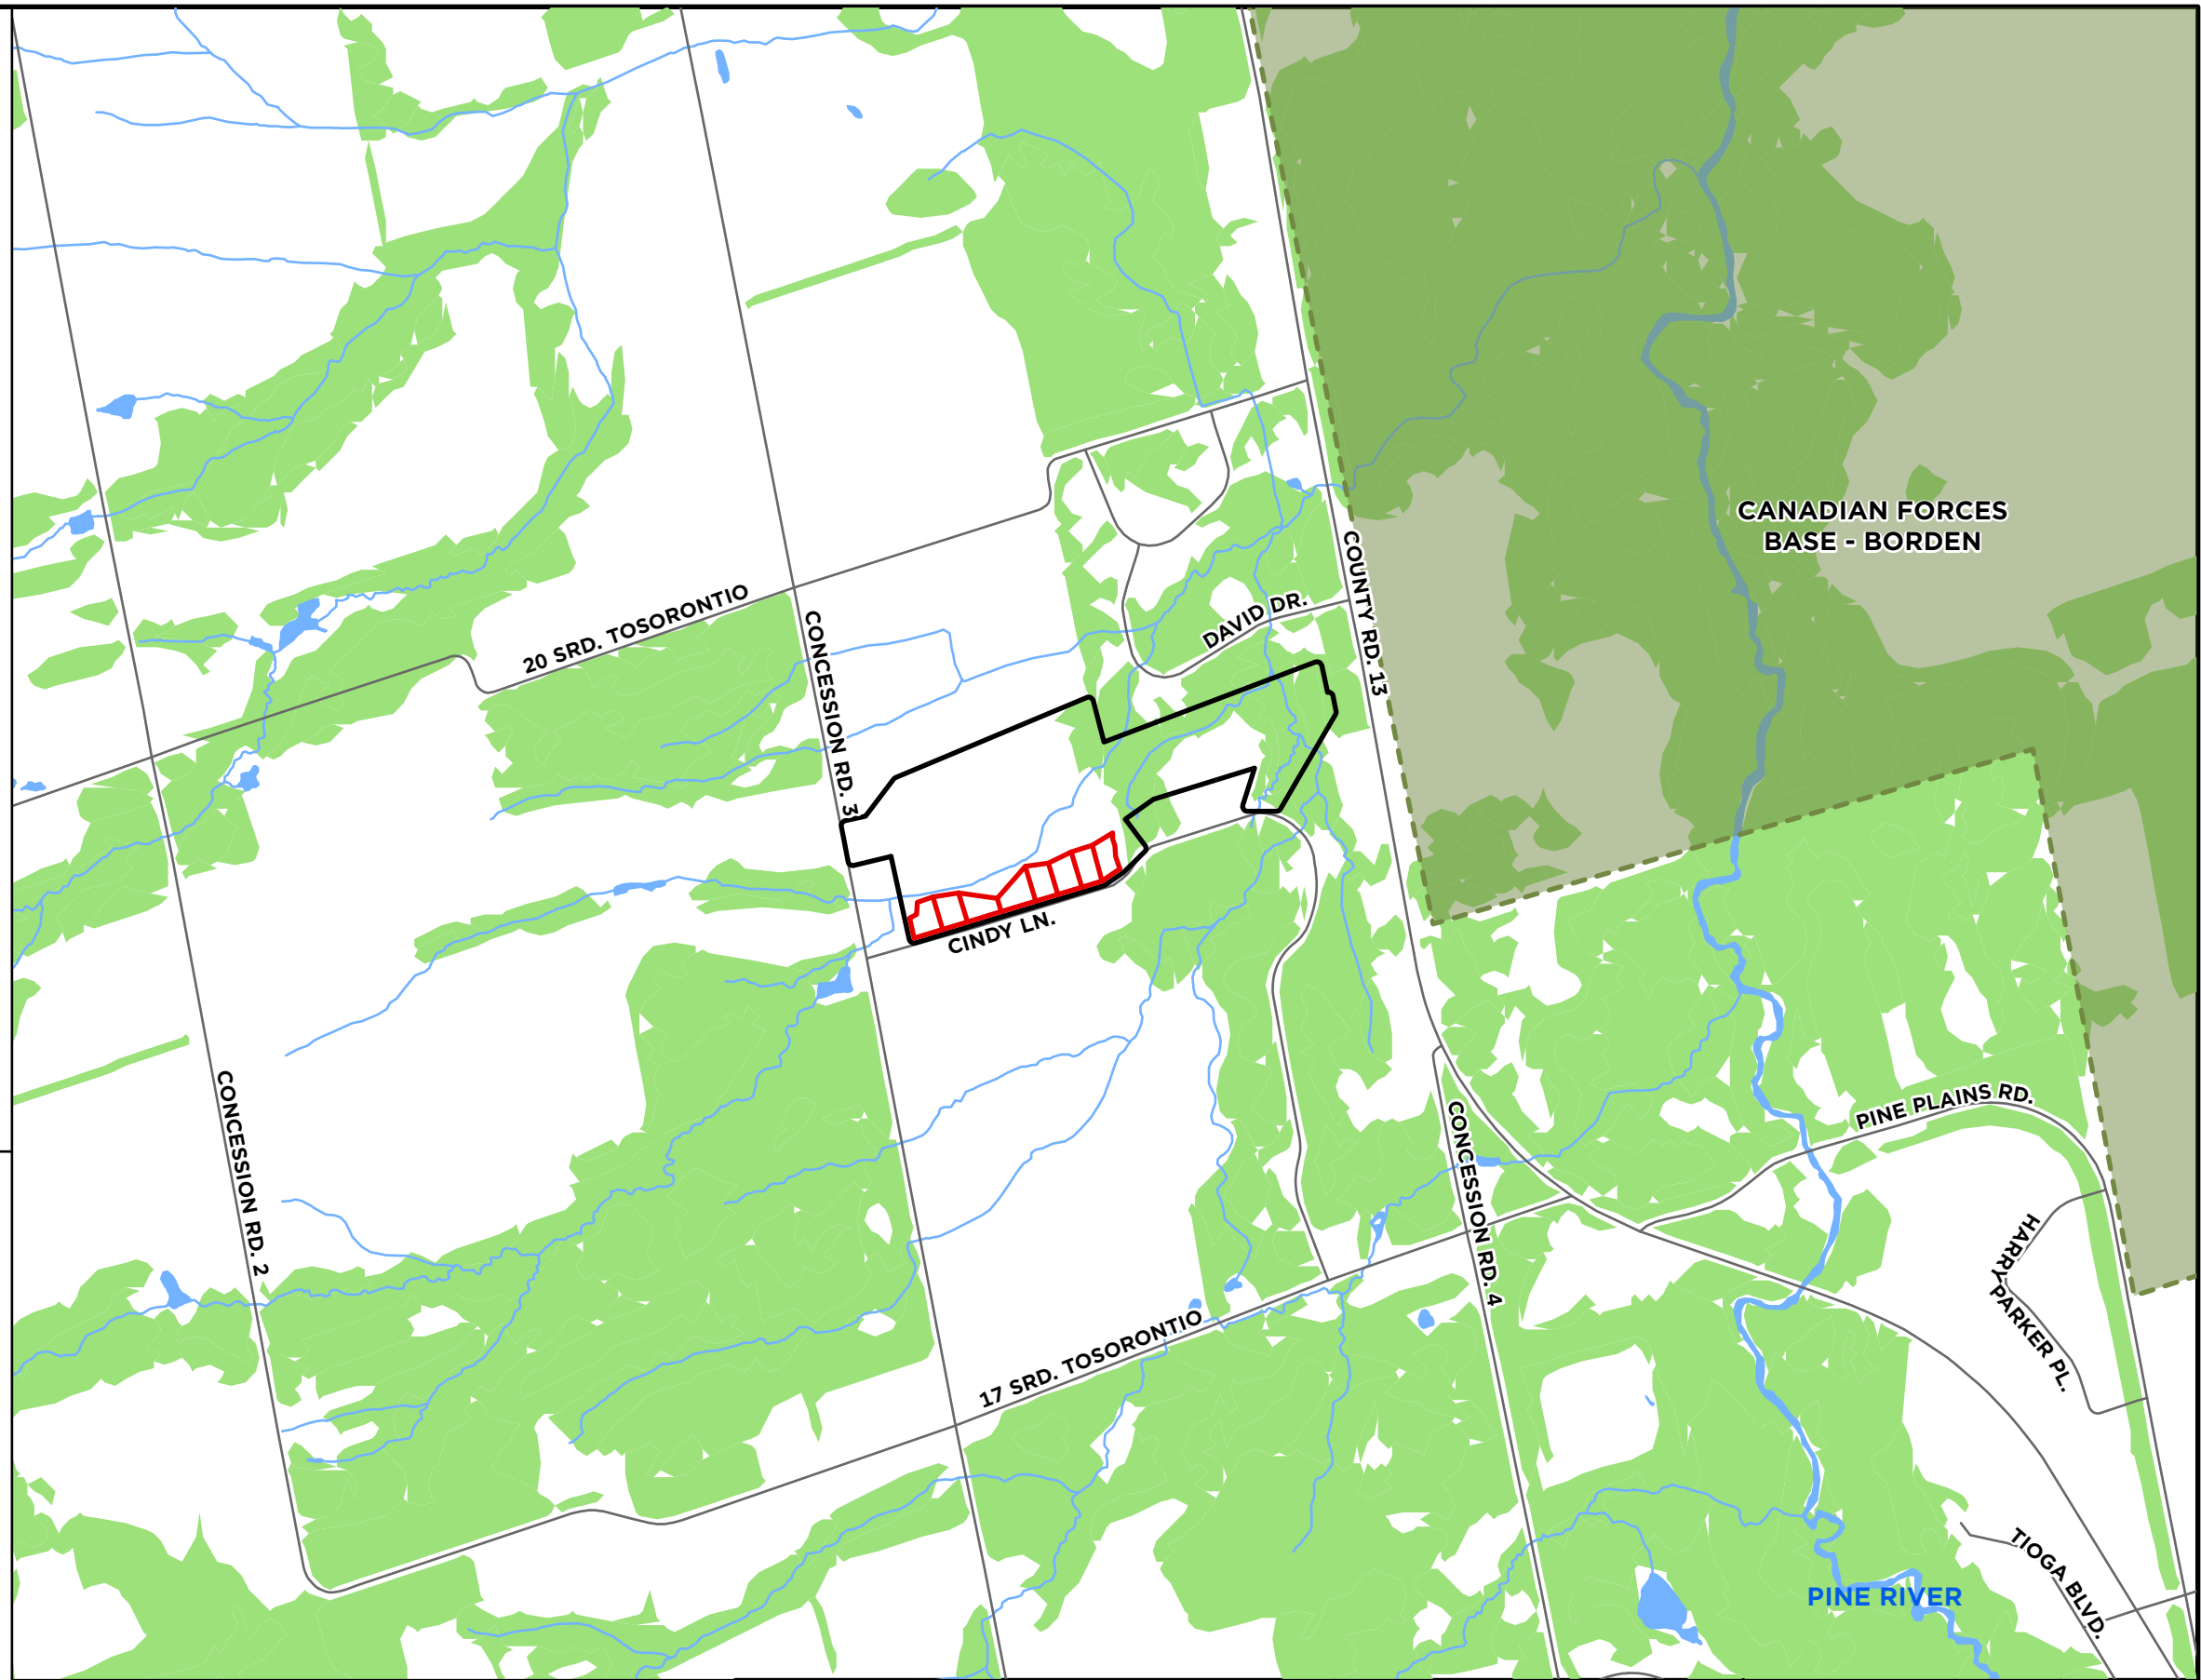 CANADIAN FORCES
BASE - BORDEN
20 SRD. TOSORONTIO
DAVID DR.
COUNTY RD. 13
CONCESSION RD. 3
CINDY LN.
CONCESSION RD. 2
CONCESSION RD. 4
PINE PLAINS RD.
HARRY
PARKER PL.
17 SRD. TOSORONTIO
TIOGA BLVD.
PINE RIVER